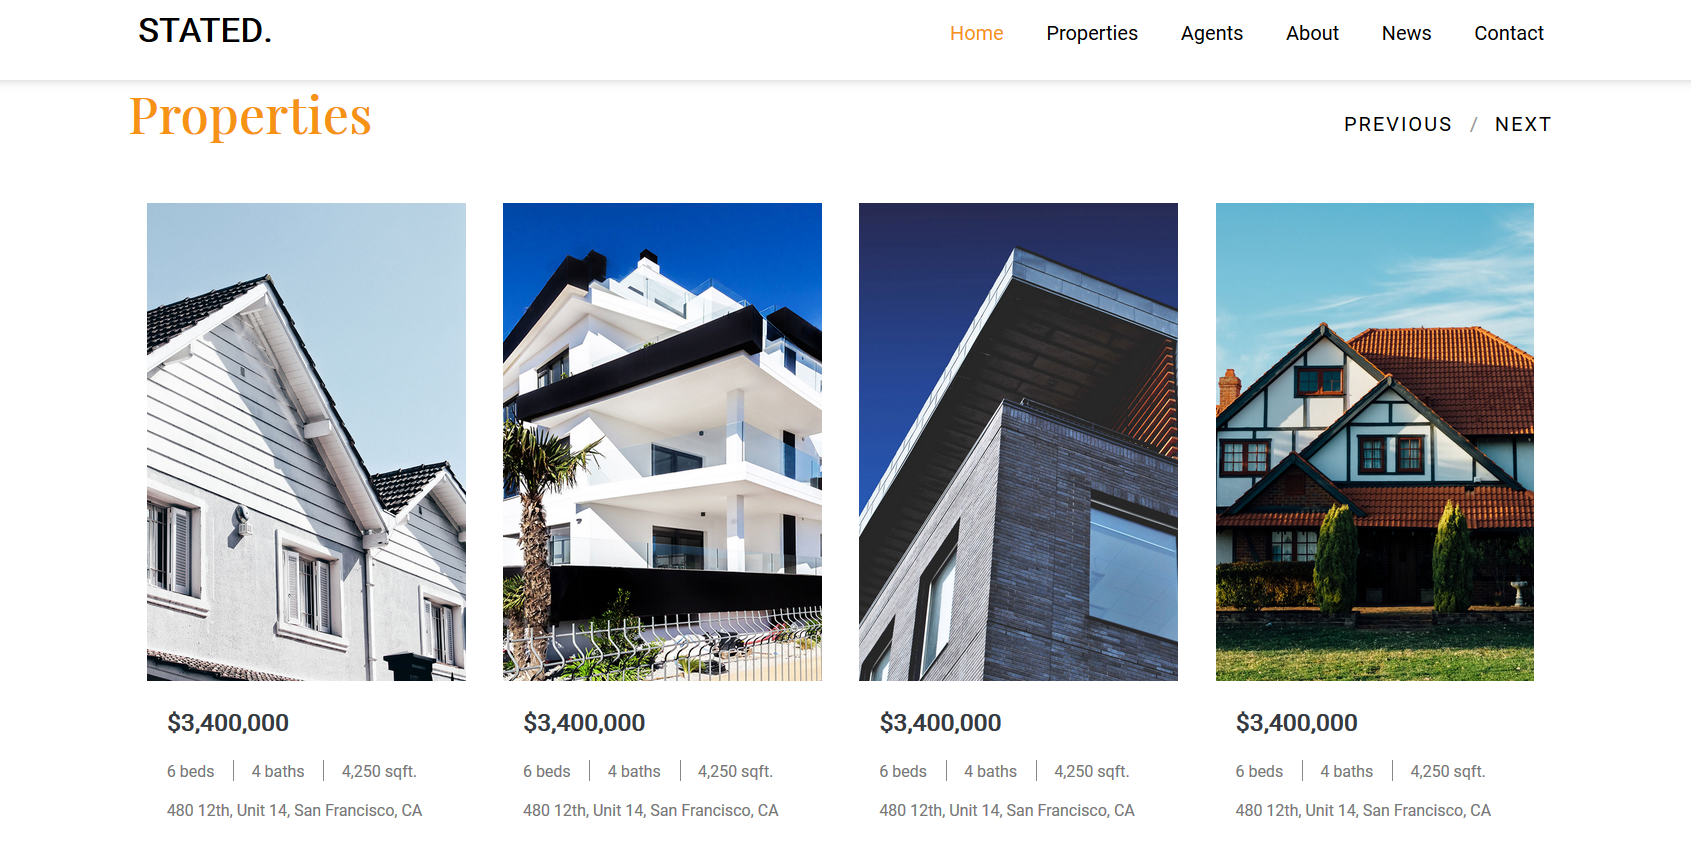 STATED.
Home Properties Agents About News Contact
Properties
PREVIOUS / NEXT
$3,400,000
6 beds 4 baths 4,250 sqft.
480 12th, Unit 14, San Francisco, CA
$3,400,000
6 beds 4 baths 4,250 sqft.
480 12th, Unit 14, San Francisco, CA
$3,400,000
6 beds 4 baths 4,250 sqft.
480 12th, Unit 14, San Francisco, CA
$3,400,000
6 beds 4 baths 4,250 sqft.
480 12th, Unit 14, San Francisco, CA